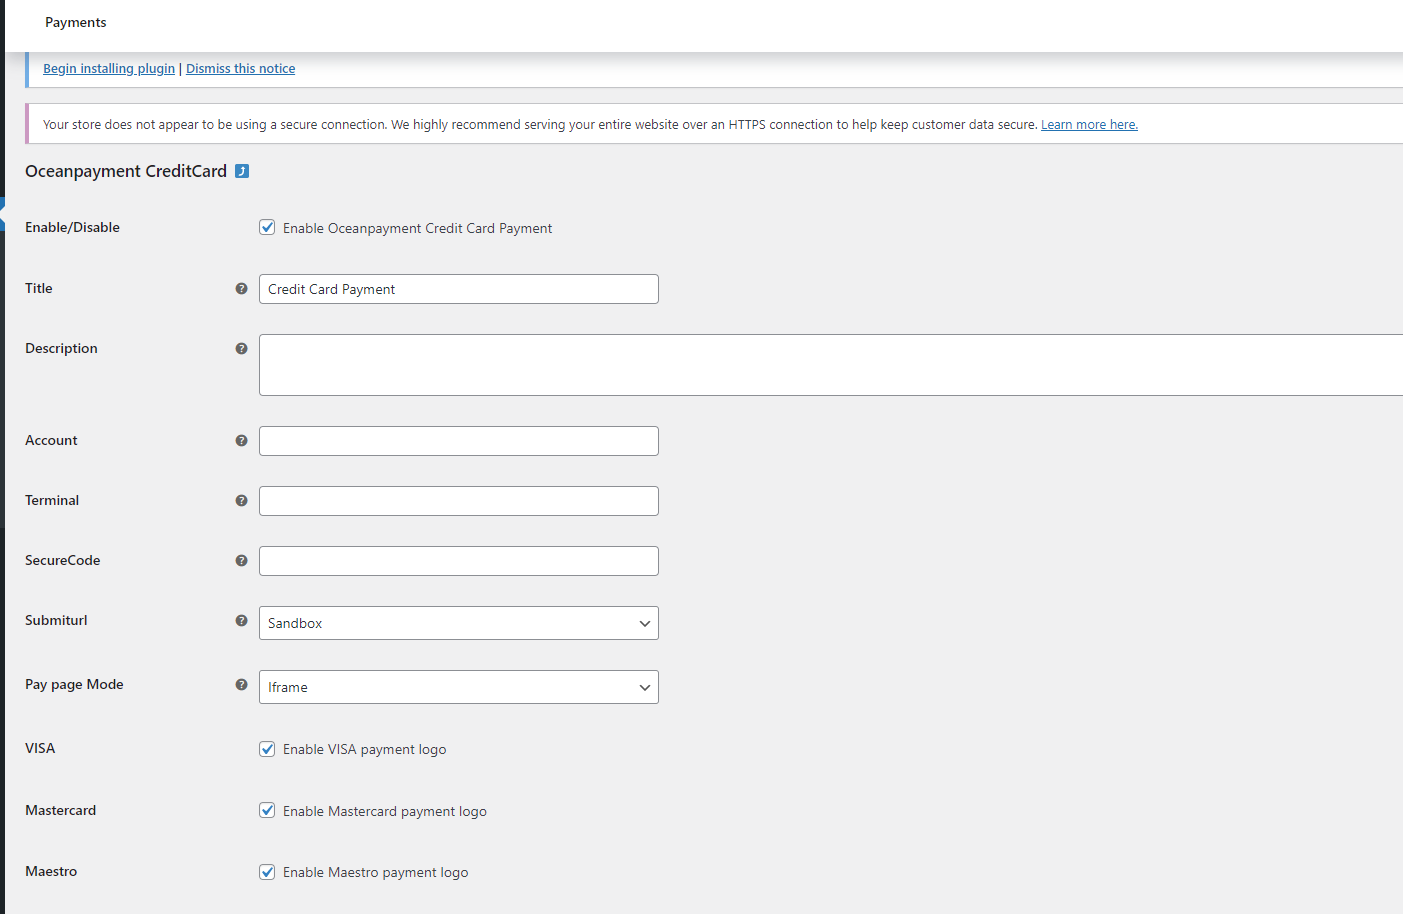 Payments
Begin installing plugin | Dismiss this notice
Your store does not appear to be using a secure connection. We highly recommend serving your entire website over an HTTPS connection to help keep customer data secure. Learn more here.
Oceanpayment CreditCard
Enable/Disable Enable Oceanpayment Credit Card Payment
Title ? Credit Card Payment
Description ?
Account ?
Terminal ?
SecureCode ?
Submiturl ? Sandbox
Pay page Mode ? Iframe
VISA Enable VISA payment logo
Mastercard Enable Mastercard payment logo
Maestro Enable Maestro payment logo